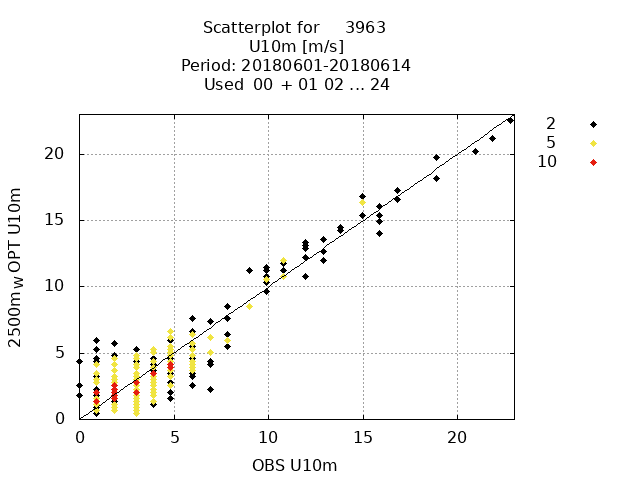 Scatterplot for 3963
U10m [m/s]
Period: 20180601-20180614
Used 00 + 01 02 ... 24
2
5
10
20
15
10
5
0
0 5 10 15 20
OBS U10m
2500m W OPT U10m